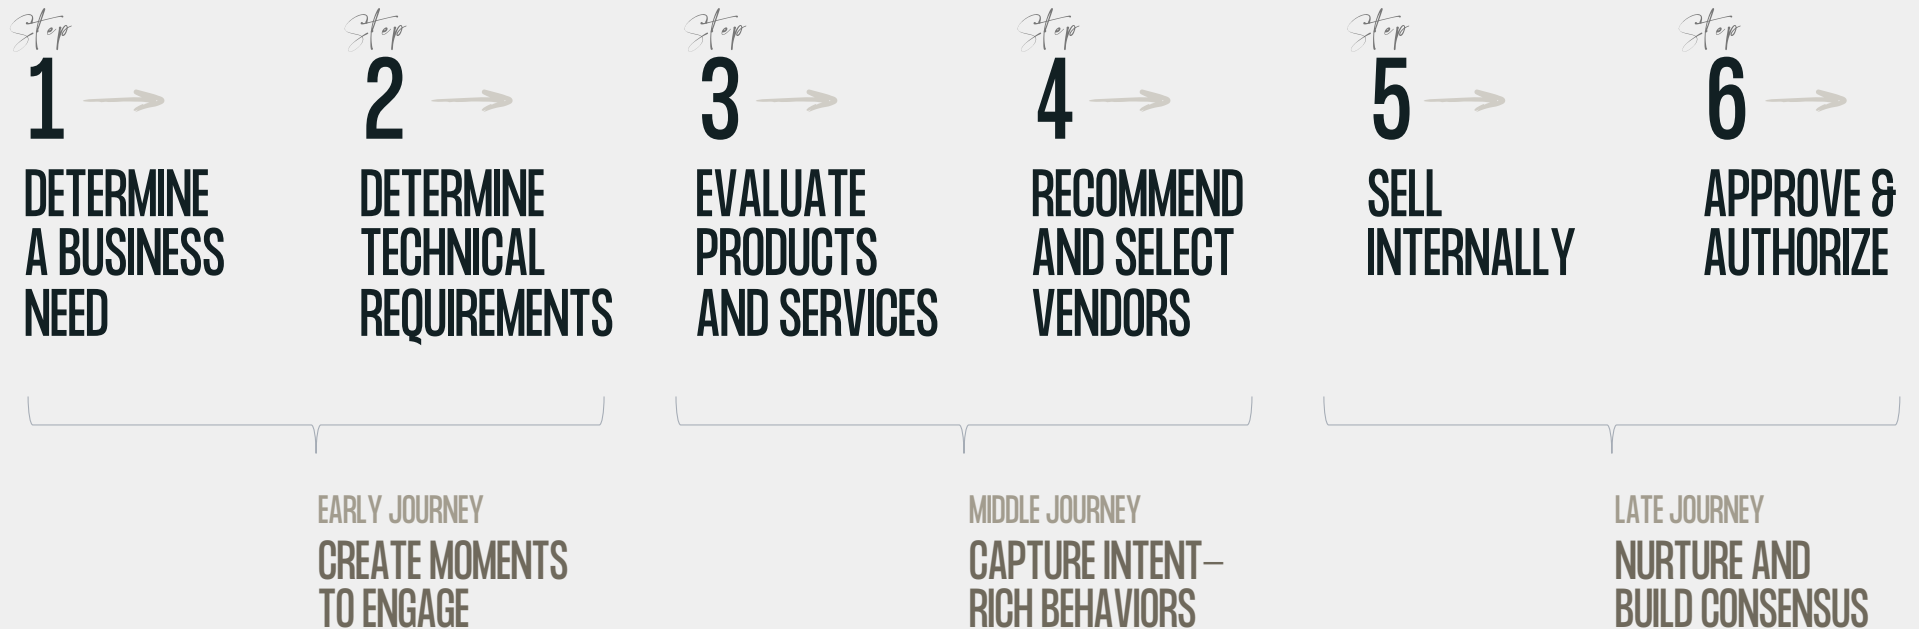 Step
1
DETERMINE
A BUSINESS
NEED
Step
2
DETERMINE
TECHNICAL
REQUIREMENTS
Step
3
EVALUATE
PRODUCTS
AND SERVICES
Step
4
RECOMMEND
AND SELECT
VENDORS
Step
5
SELL
INTERNALLY
Step
6
APPROVE &
AUTHORIZE
EARLY JOURNEY
CREATE MOMENTS
TO ENGAGE
MIDDLE JOURNEY
CAPTURE INTENT–
RICH BEHAVIORS
LATE JOURNEY
NURTURE AND
BUILD CONSENSUS